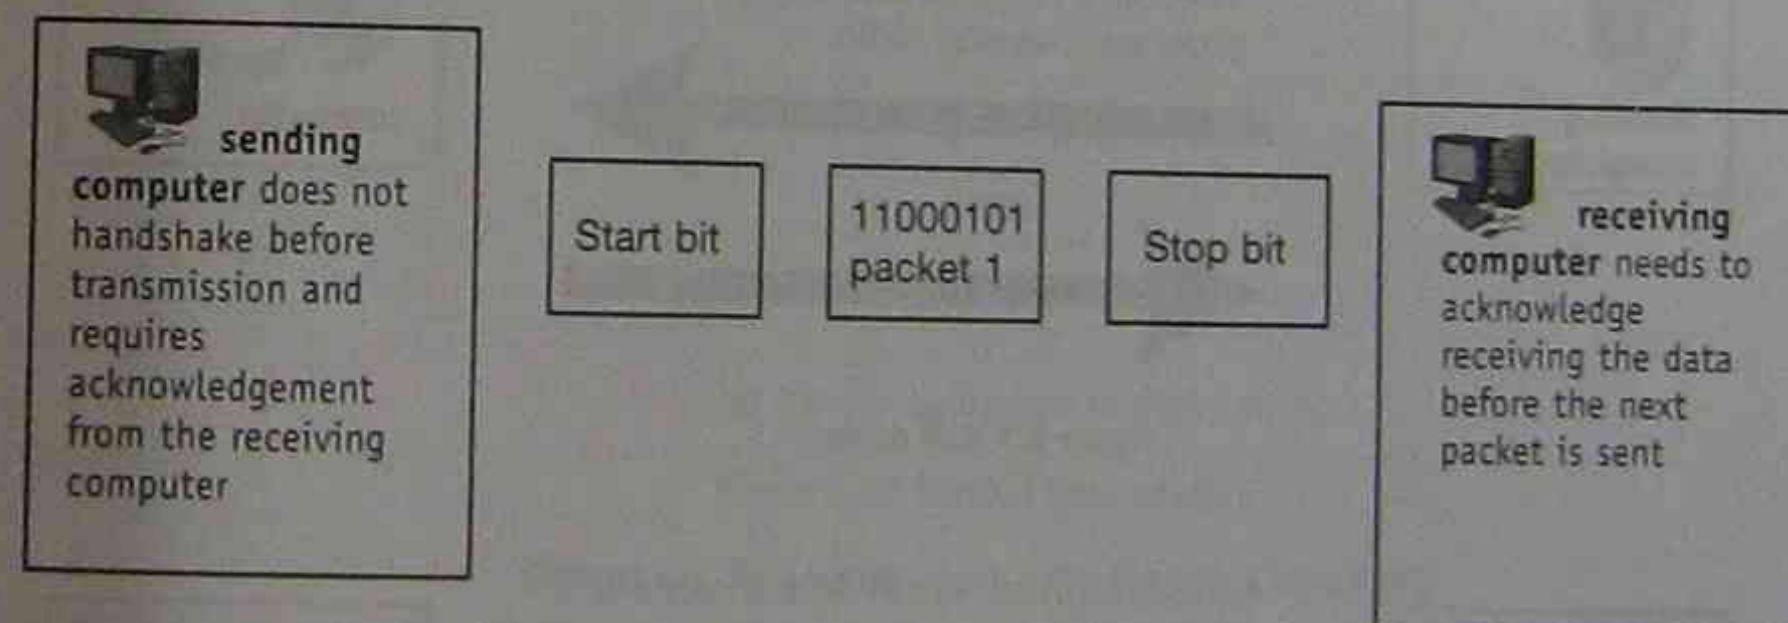 sending
computer does not
handshake before
transmission and
requires
acknowledgement
from the receiving
computer
Start bit
11000101
packet 1
Stop bit
receiving
computer needs to
acknowledge
receiving the data
before the next
packet is sent